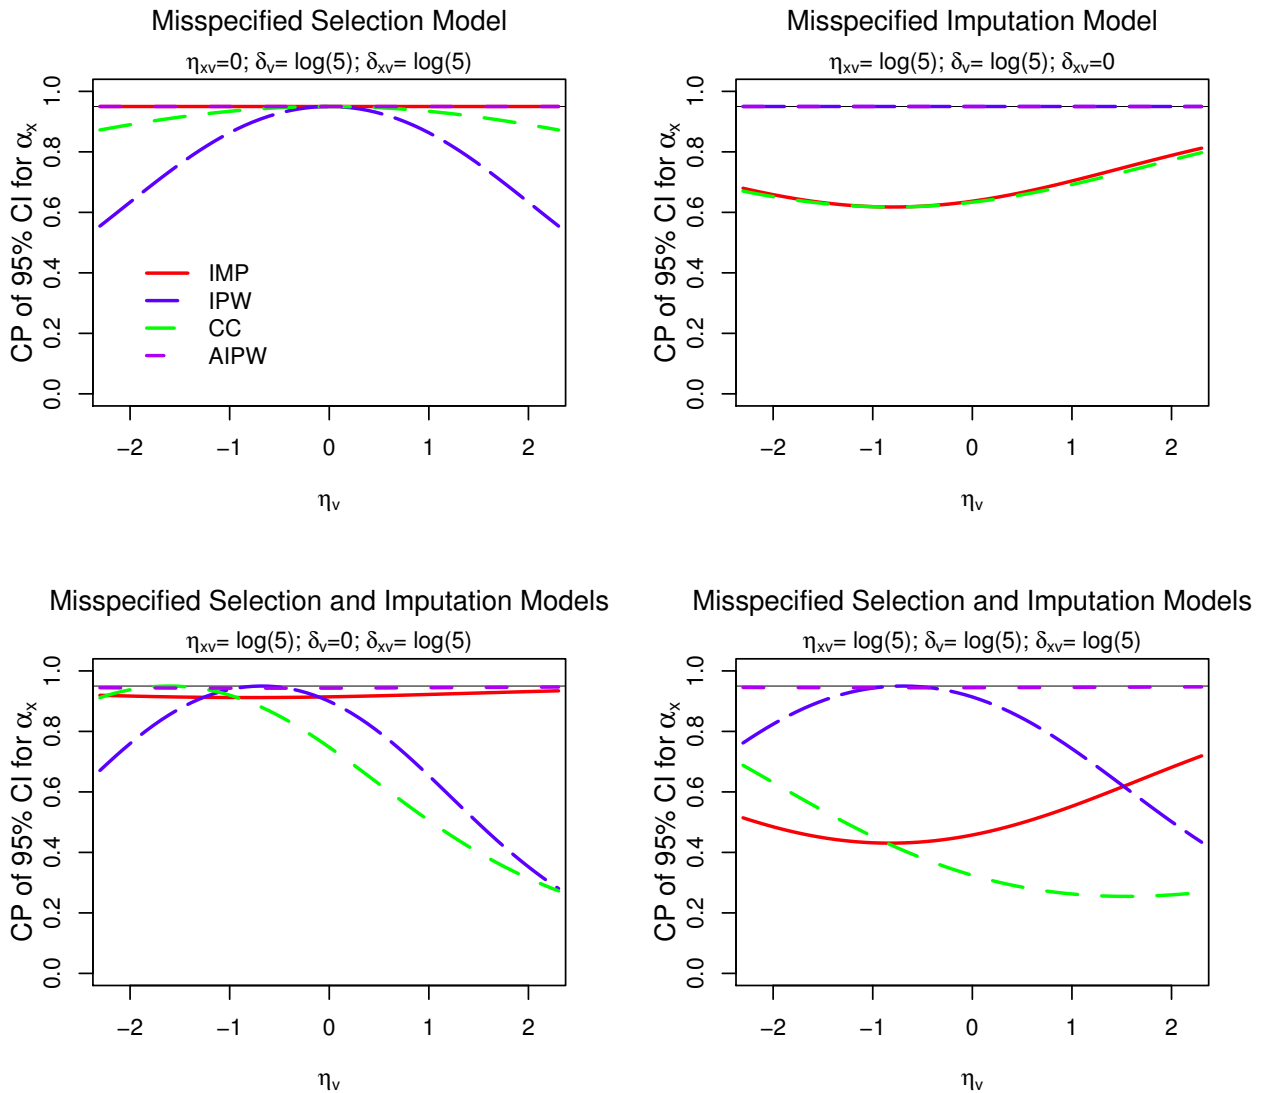 Misspecified Selection Model
ηxv=0; δv= log(5); δxv= log(5)
CP of 95% CI for αx
0.0 0.2 0.4 0.6 0.8 1.0
IMP
IPW
CC
AIPW
−2 −1 0 1 2
ηv
Misspecified Imputation Model
ηxv= log(5); δv= log(5); δxv=0
CP of 95% CI for αx
0.0 0.2 0.4 0.6 0.8 1.0
−2 −1 0 1 2
ηv
Misspecified Selection and Imputation Models
ηxv= log(5); δv=0; δxv= log(5)
CP of 95% CI for αx
0.0 0.2 0.4 0.6 0.8 1.0
−2 −1 0 1 2
ηv
Misspecified Selection and Imputation Models
ηxv= log(5); δv= log(5); δxv= log(5)
CP of 95% CI for αx
0.0 0.2 0.4 0.6 0.8 1.0
−2 −1 0 1 2
ηv